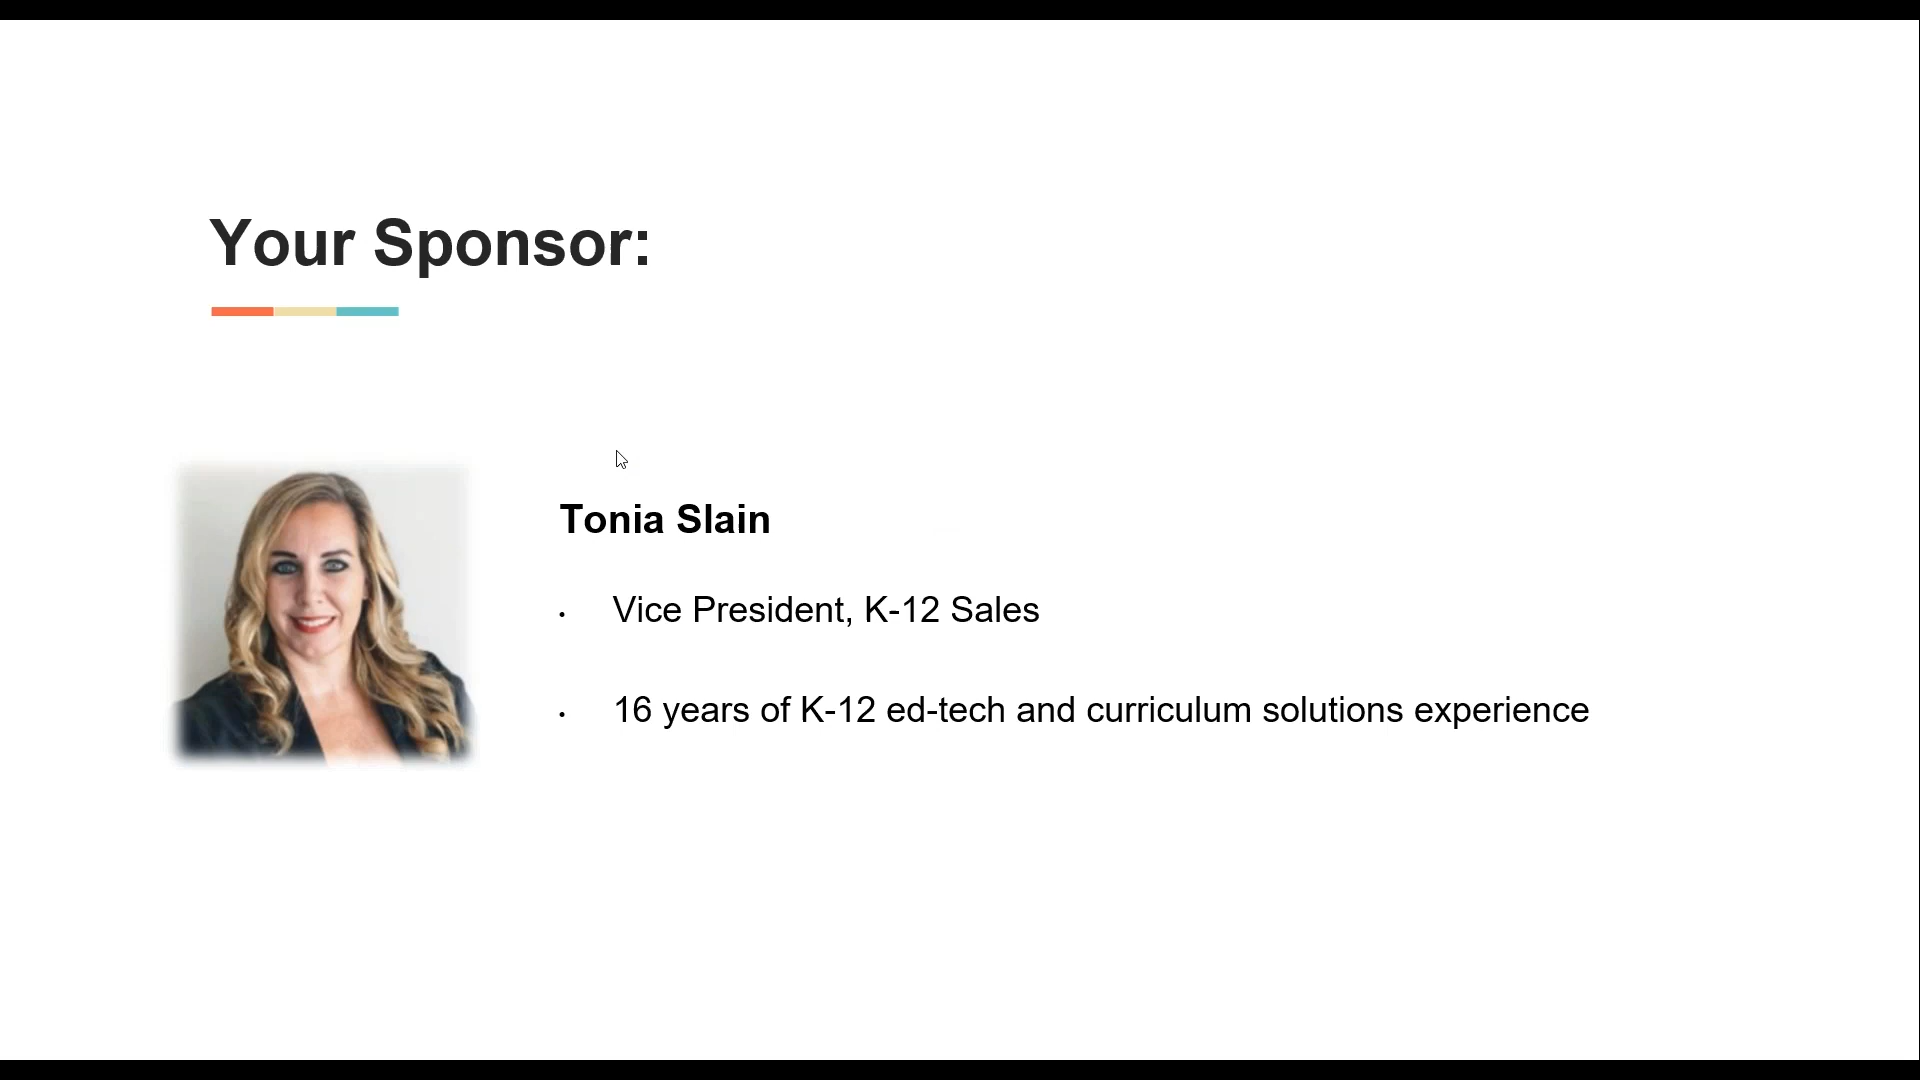 Your Sponsor:
Tonia Slain
• Vice President, K-12 Sales
• 16 years of K-12 ed-tech and curriculum solutions experience